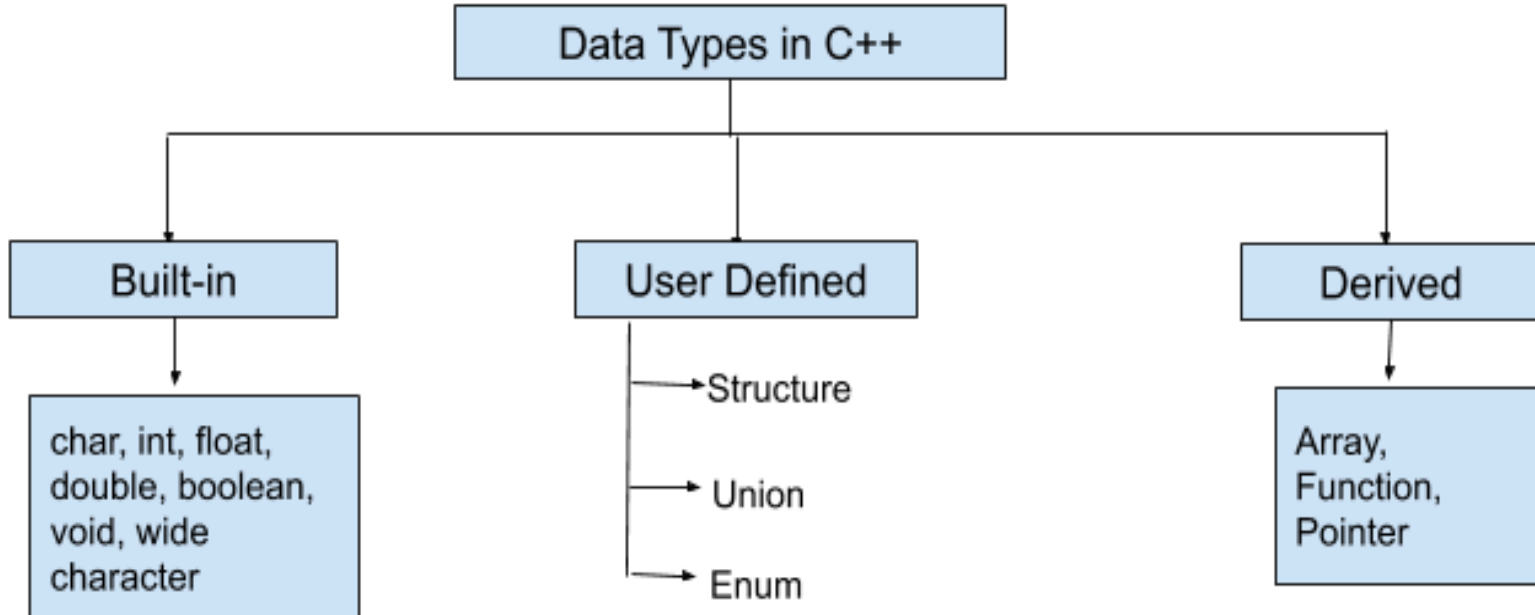 Data Types in C++
Built-in
User Defined
Derived
char, int, float,
double, boolean,
void, wide
character
Structure
Union
Enum
Array,
Function,
Pointer